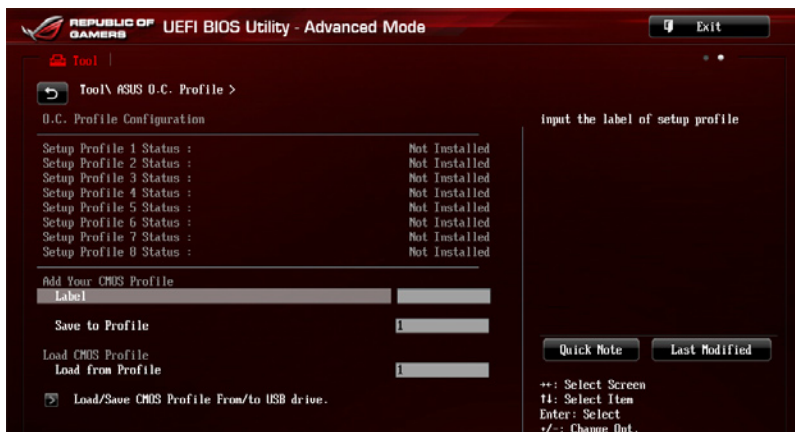 REPUBLIC OF GAMERS UEFI BIOS Utility - Advanced Mode Exit
Tool
Tool\ ASUS O.C. Profile >
O.C. Profile Configuration
input the label of setup profile
Setup Profile 1 Status : Not Installed
Setup Profile 2 Status : Not Installed
Setup Profile 3 Status : Not Installed
Setup Profile 4 Status : Not Installed
Setup Profile 5 Status : Not Installed
Setup Profile 6 Status : Not Installed
Setup Profile 7 Status : Not Installed
Setup Profile 8 Status : Not Installed
Add Your CMOS Profile
Label
Save to Profile 1
Load CMOS Profile
Load from Profile 1
Load/Save CMOS Profile From/to USB drive.
Quick Note Last Modified
→←: Select Screen
↑↓: Select Item
Enter: Select
+/-: Change Opt.